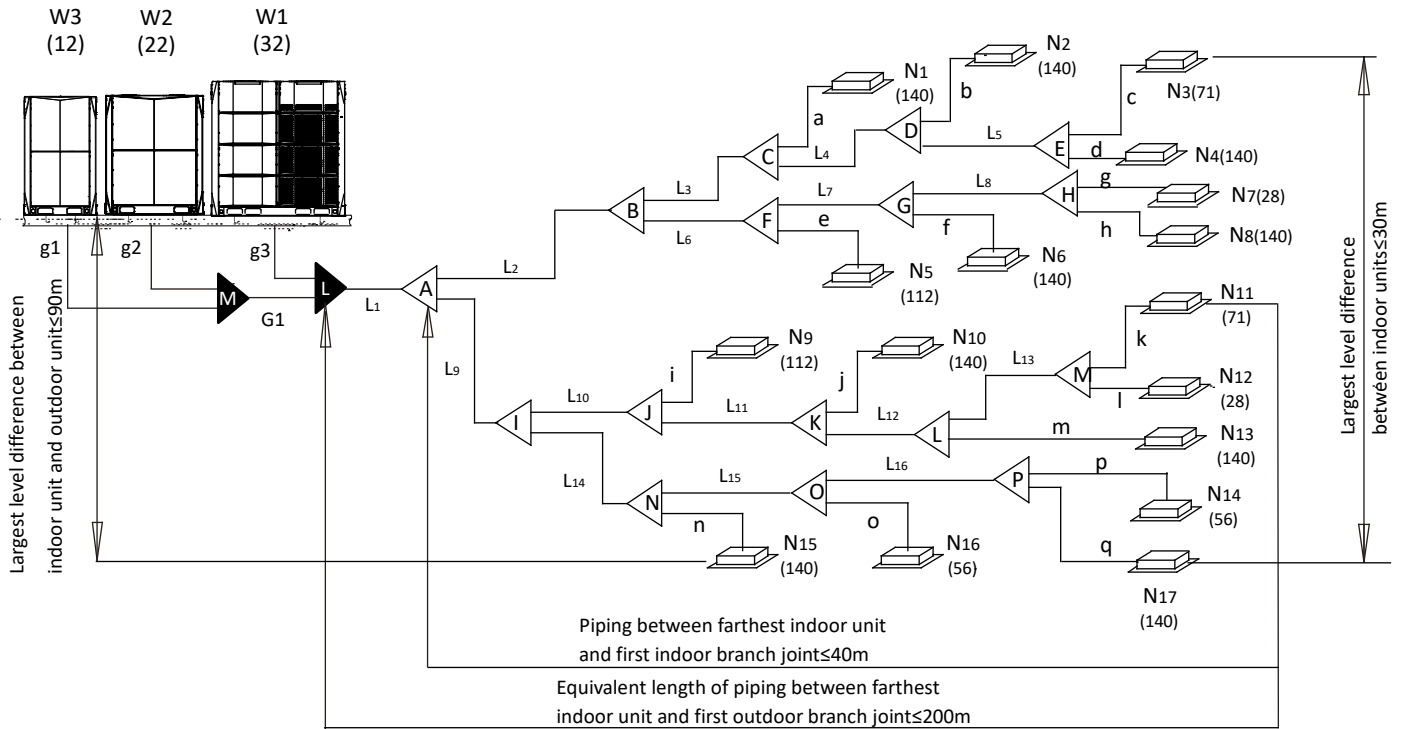 W3
(12)
W2
(22)
W1
(32)
g1
g2
g3
M
L
G1
L1
A
L2
B
L3
C
a
N1
(140)
L4
D
b
N2
(140)
L5
E
c
N3(71)
d
N4(140)
L6
F
L7
e
N5
(112)
G
f
N6
(140)
L8
H
g
N7(28)
h
N8(140)
L9
I
L10
J
i
N9
(112)
L11
K
j
N10
(140)
L12
L
L13
M
k
N11
(71)
l
N12
(28)
m
N13
(140)
L14
N
L15
n
N15
(140)
O
o
N16
(56)
L16
P
p
N14
(56)
q
N17
(140)
Largest level difference between
indoor unit and outdoor unit≤90m
Largest level difference
betwéen indoor units≤30m
Piping between farthest indoor unit
and first indoor branch joint≤40m
Equivalent length of piping between farthest
indoor unit and first outdoor branch joint≤200m